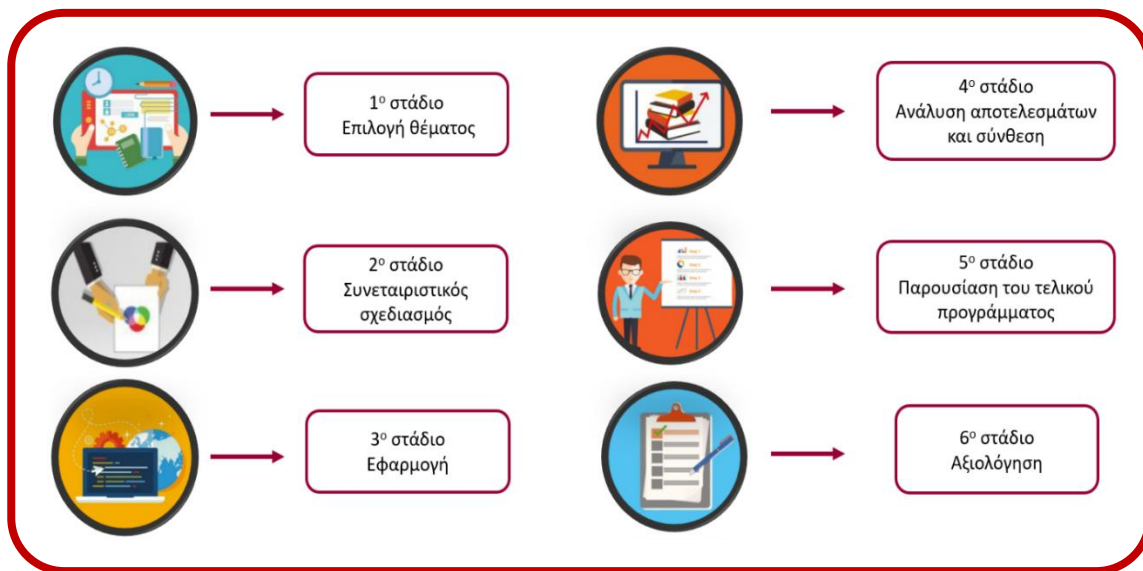 1ο στάδιο
Επιλογή θέματος
2ο στάδιο
Συνεταιριστικός
σχεδιασμός
3ο στάδιο
Εφαρμογή
4ο στάδιο
Ανάλυση αποτελεσμάτων
και σύνθεση
5ο στάδιο
Παρουσίαση του τελικού
προγράμματος
6ο στάδιο
Αξιολόγηση